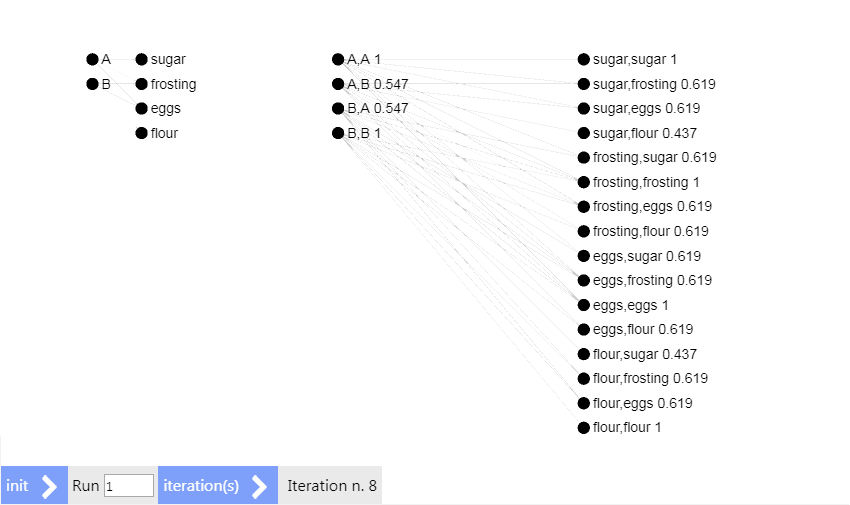 A
B
sugar
frosting
eggs
flour
A,A 1
A,B 0.547
B,A 0.547
B,B 1
sugar,sugar 1
sugar,frosting 0.619
sugar,eggs 0.619
sugar,flour 0.437
frosting,sugar 0.619
frosting,frosting 1
frosting,eggs 0.619
frosting,flour 0.619
eggs,sugar 0.619
eggs,frosting 0.619
eggs,eggs 1
eggs,flour 0.619
flour,sugar 0.437
flour,frosting 0.619
flour,eggs 0.619
flour,flour 1
init Run 1 iteration(s) Iteration n. 8